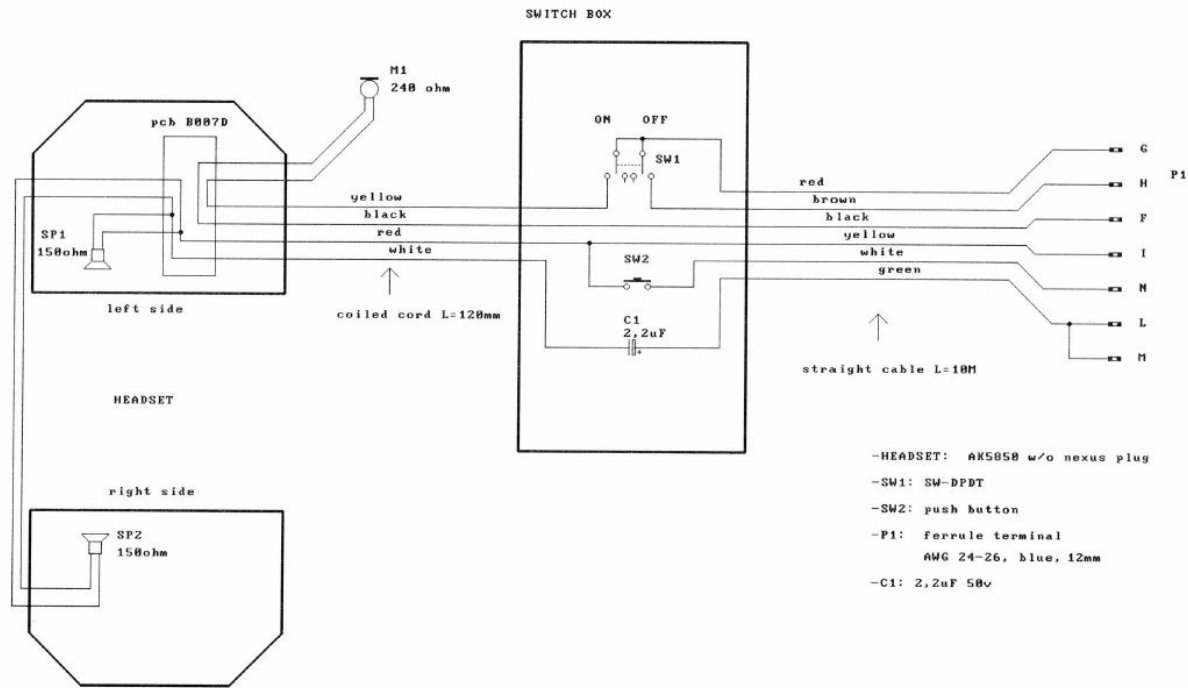 SWITCH BOX
M1
240 ohm
pcb B007D
ON OFF
SW1
G
P1
red
H
yellow
brown
black
black
F
red
yellow
SP1
150ohm
white
SW2
white
I
green
N
left side
coiled cord L=120mm
C1
2,2uF
+
L
straight cable L=10M
M
HEADSET
-HEADSET: AK5850 w/o nexus plug
right side
-SW1: SW-DPDT
-SW2: push button
SP2
150ohm
-P1: ferrule terminal
AWG 24-26, blue, 12mm
-C1: 2,2uF 50v